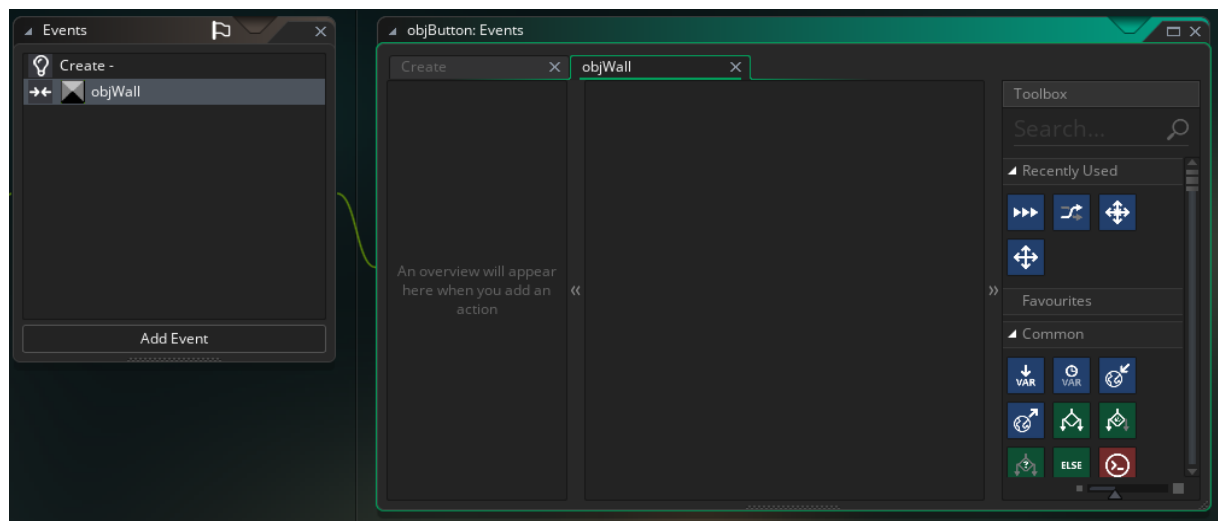 Events
Create -
objWall
Add Event
objButton: Events
Create
objWall
An overview will appear
here when you add an
action
Toolbox
Search...
Recently Used
Favourites
Common
VAR
VAR
ELSE